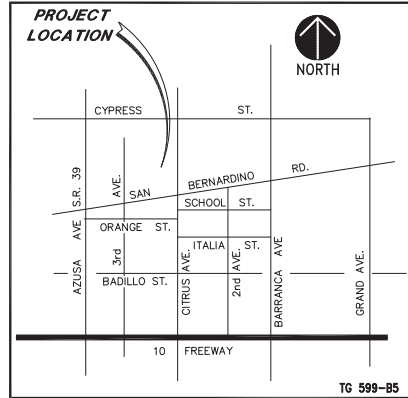 PROJECT
LOCATION
NORTH
CYPRESS ST.
AZUSA AVE S.R. 39
3rd AVE.
SAN BERNARDINO RD.
SCHOOL ST.
ORANGE ST.
ITALIA ST.
CITRUS AVE.
2nd AVE.
BARRANCA AVE
GRAND AVE.
BADILLO ST.
10 FREEWAY
TG 599-B5